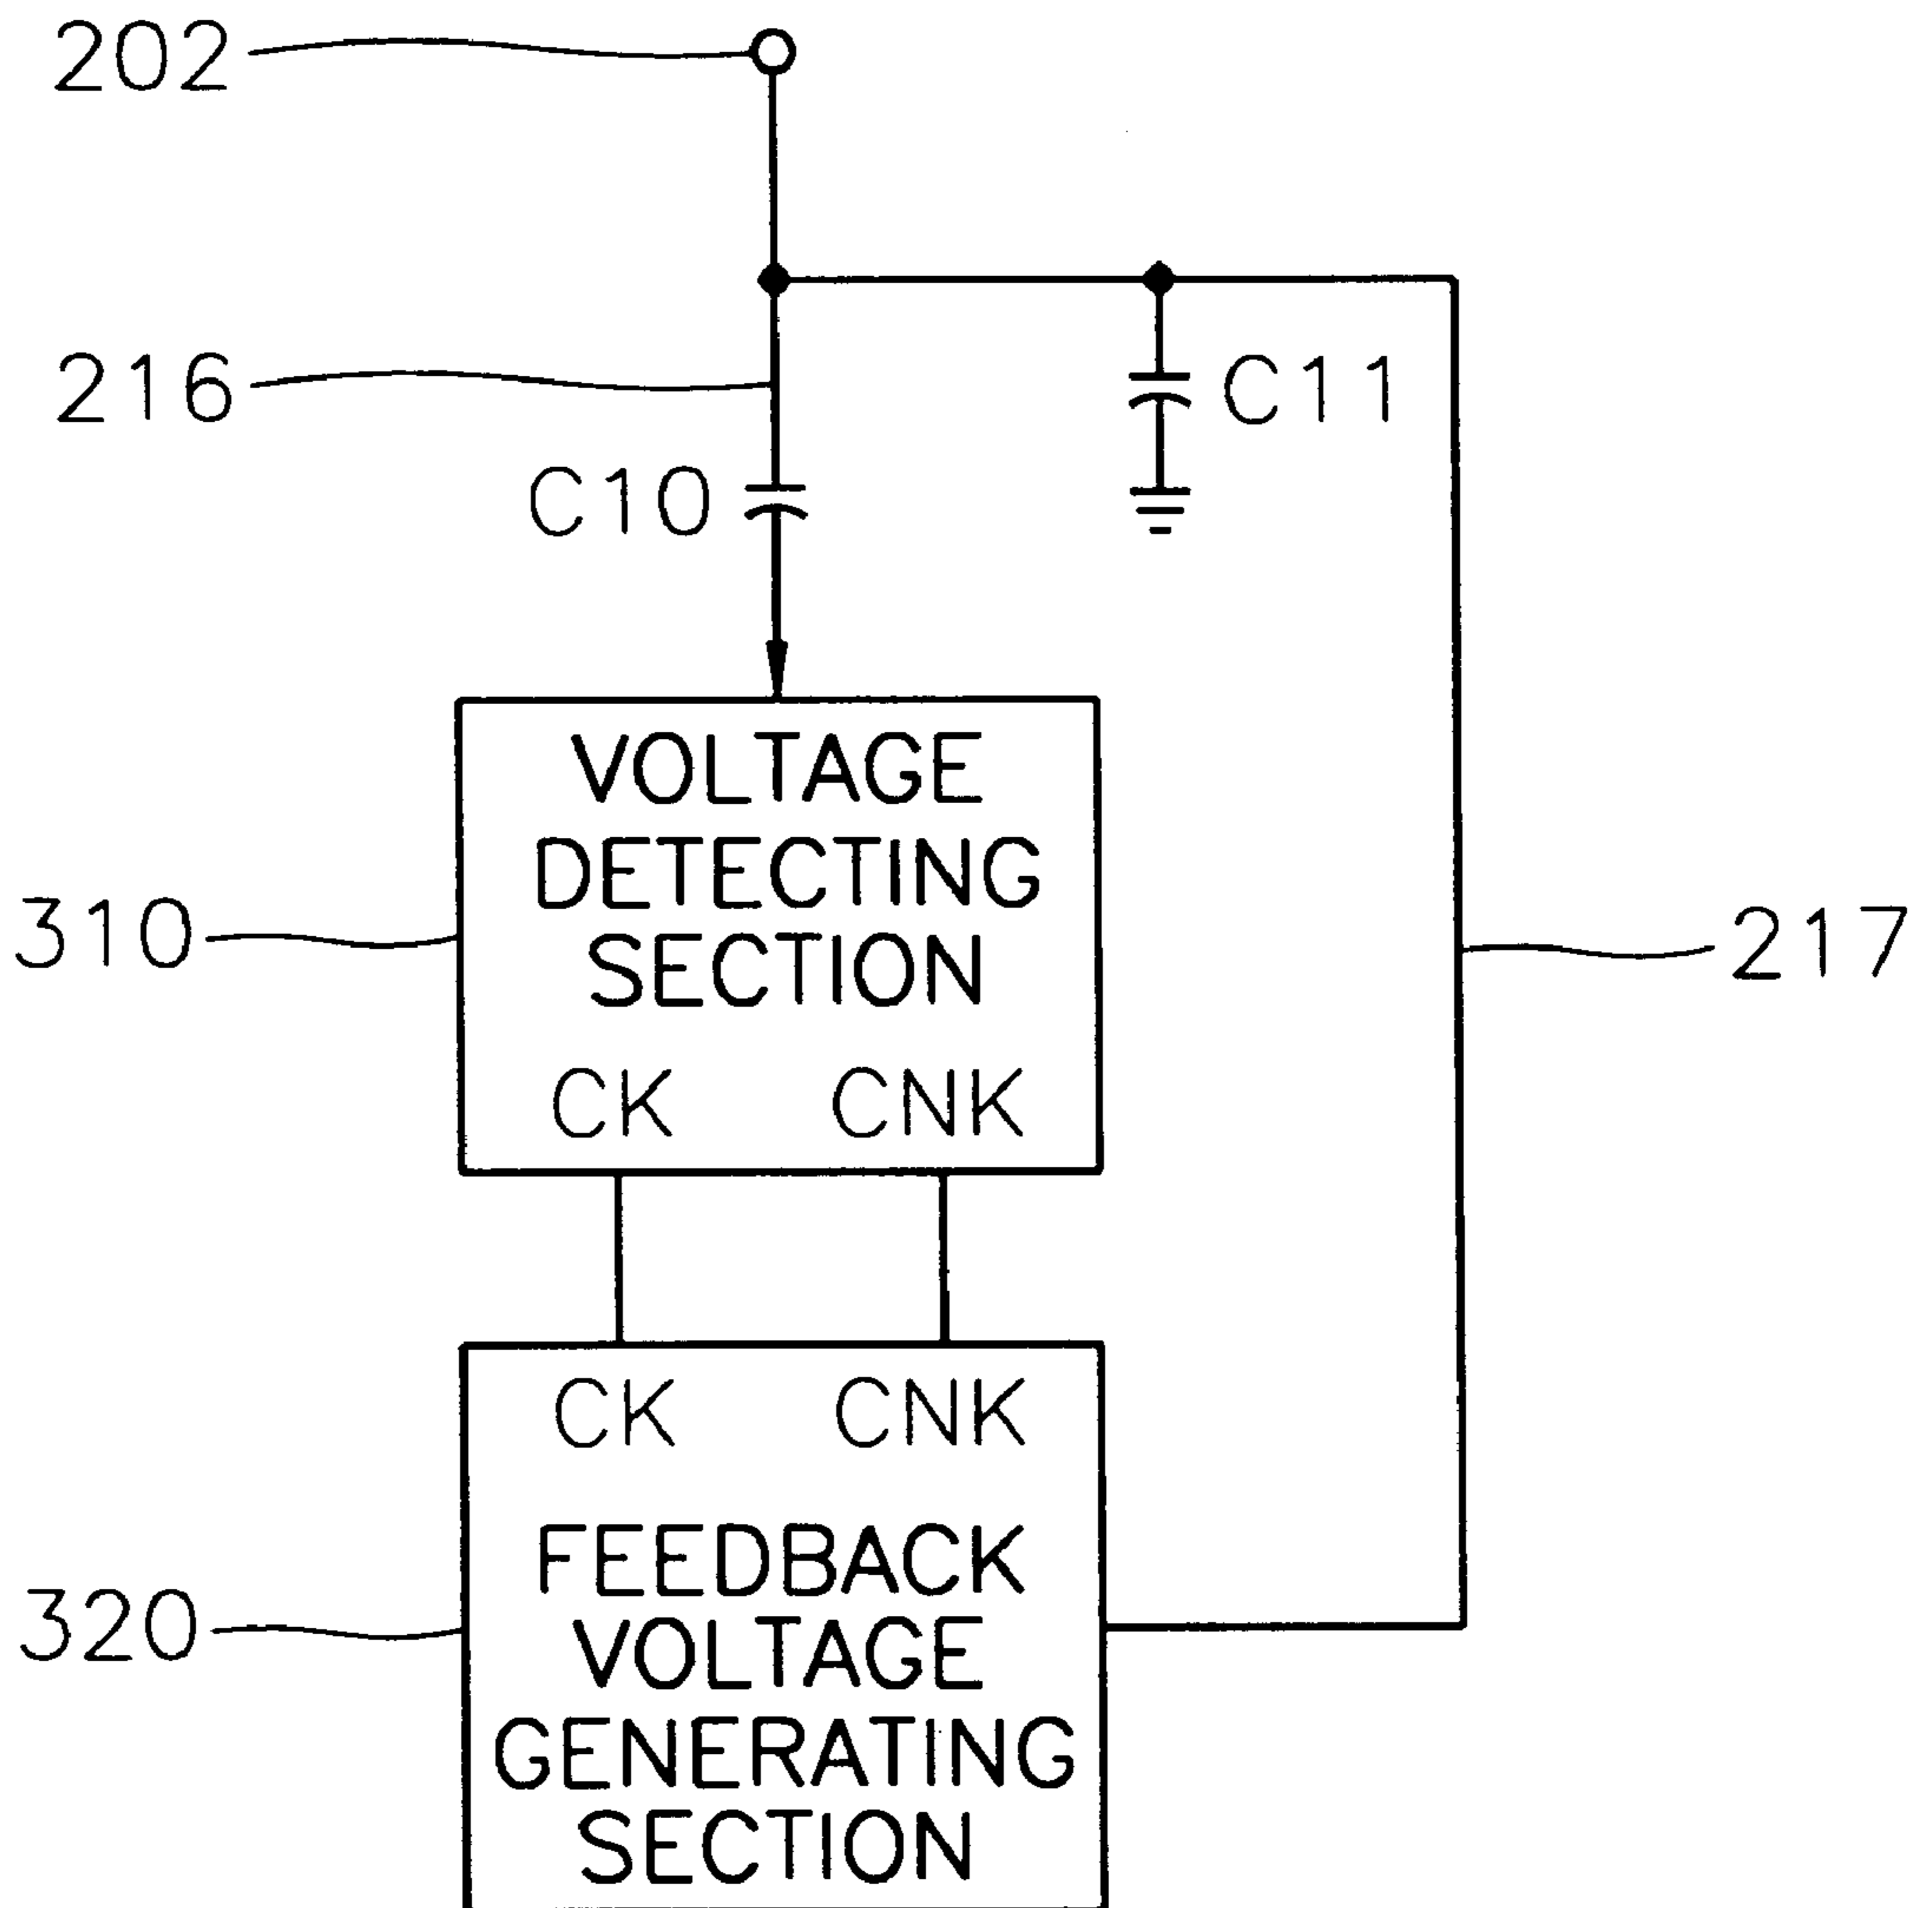 202
216
C11
C10
VOLTAGE
DETECTING
SECTION
310
217
CK CNK
CK CNK
FEEDBACK
VOLTAGE
320
GENERATING
SECTION